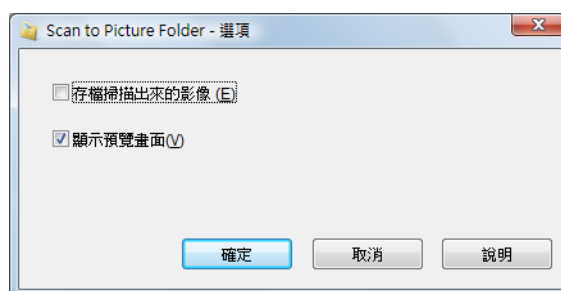 Scan to Picture Folder - 選項
存檔掃描出來的影像 (E)
顯示預覽畫面(V)
確定 取消 說明